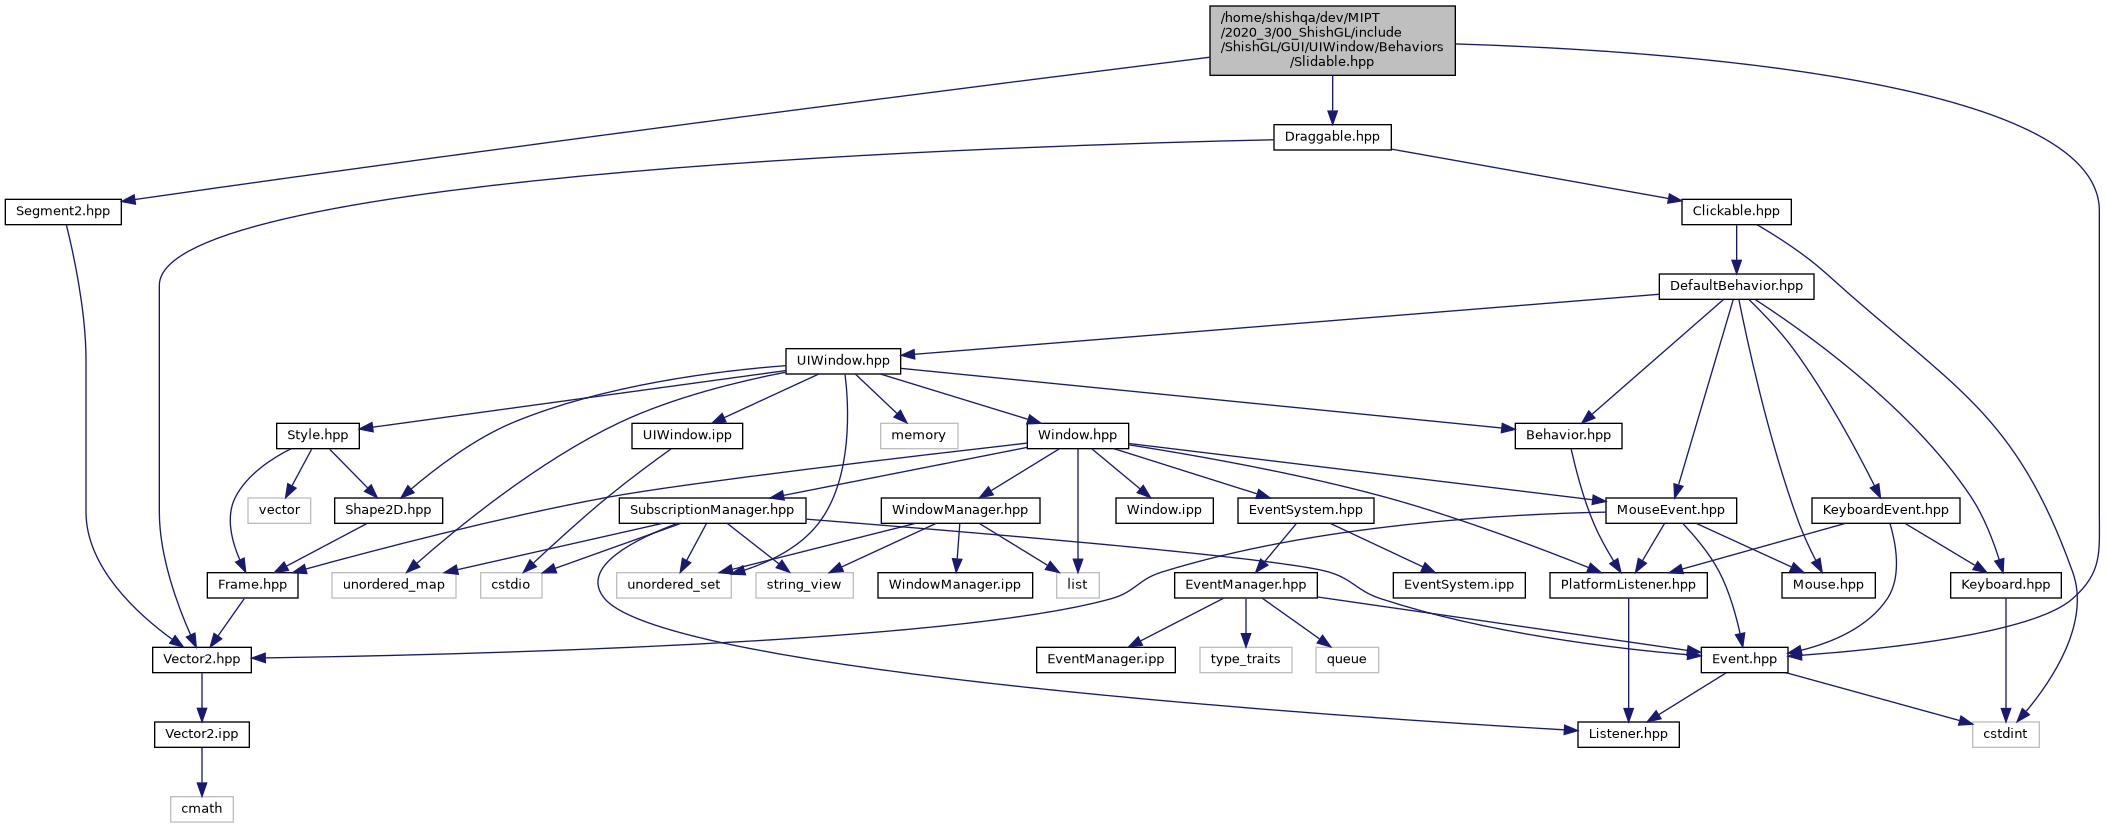 /home/shishqa/dev/MIPT
/2020_3/00_ShishGL/include
/ShishGL/GUI/UIWindow/Behaviors
/Slidable.hpp
Draggable.hpp
Segment2.hpp
Clickable.hpp
DefaultBehavior.hpp
UIWindow.hpp
Style.hpp
UIWindow.ipp
memory
Window.hpp
Behavior.hpp
vector
Shape2D.hpp
SubscriptionManager.hpp
WindowManager.hpp
Window.ipp
EventSystem.hpp
MouseEvent.hpp
KeyboardEvent.hpp
Frame.hpp
unordered_map
cstdio
unordered_set
string_view
WindowManager.ipp
list
EventManager.hpp
EventSystem.ipp
PlatformListener.hpp
Mouse.hpp
Keyboard.hpp
Vector2.hpp
EventManager.ipp
type_traits
queue
Event.hpp
Vector2.ipp
Listener.hpp
cstdint
cmath